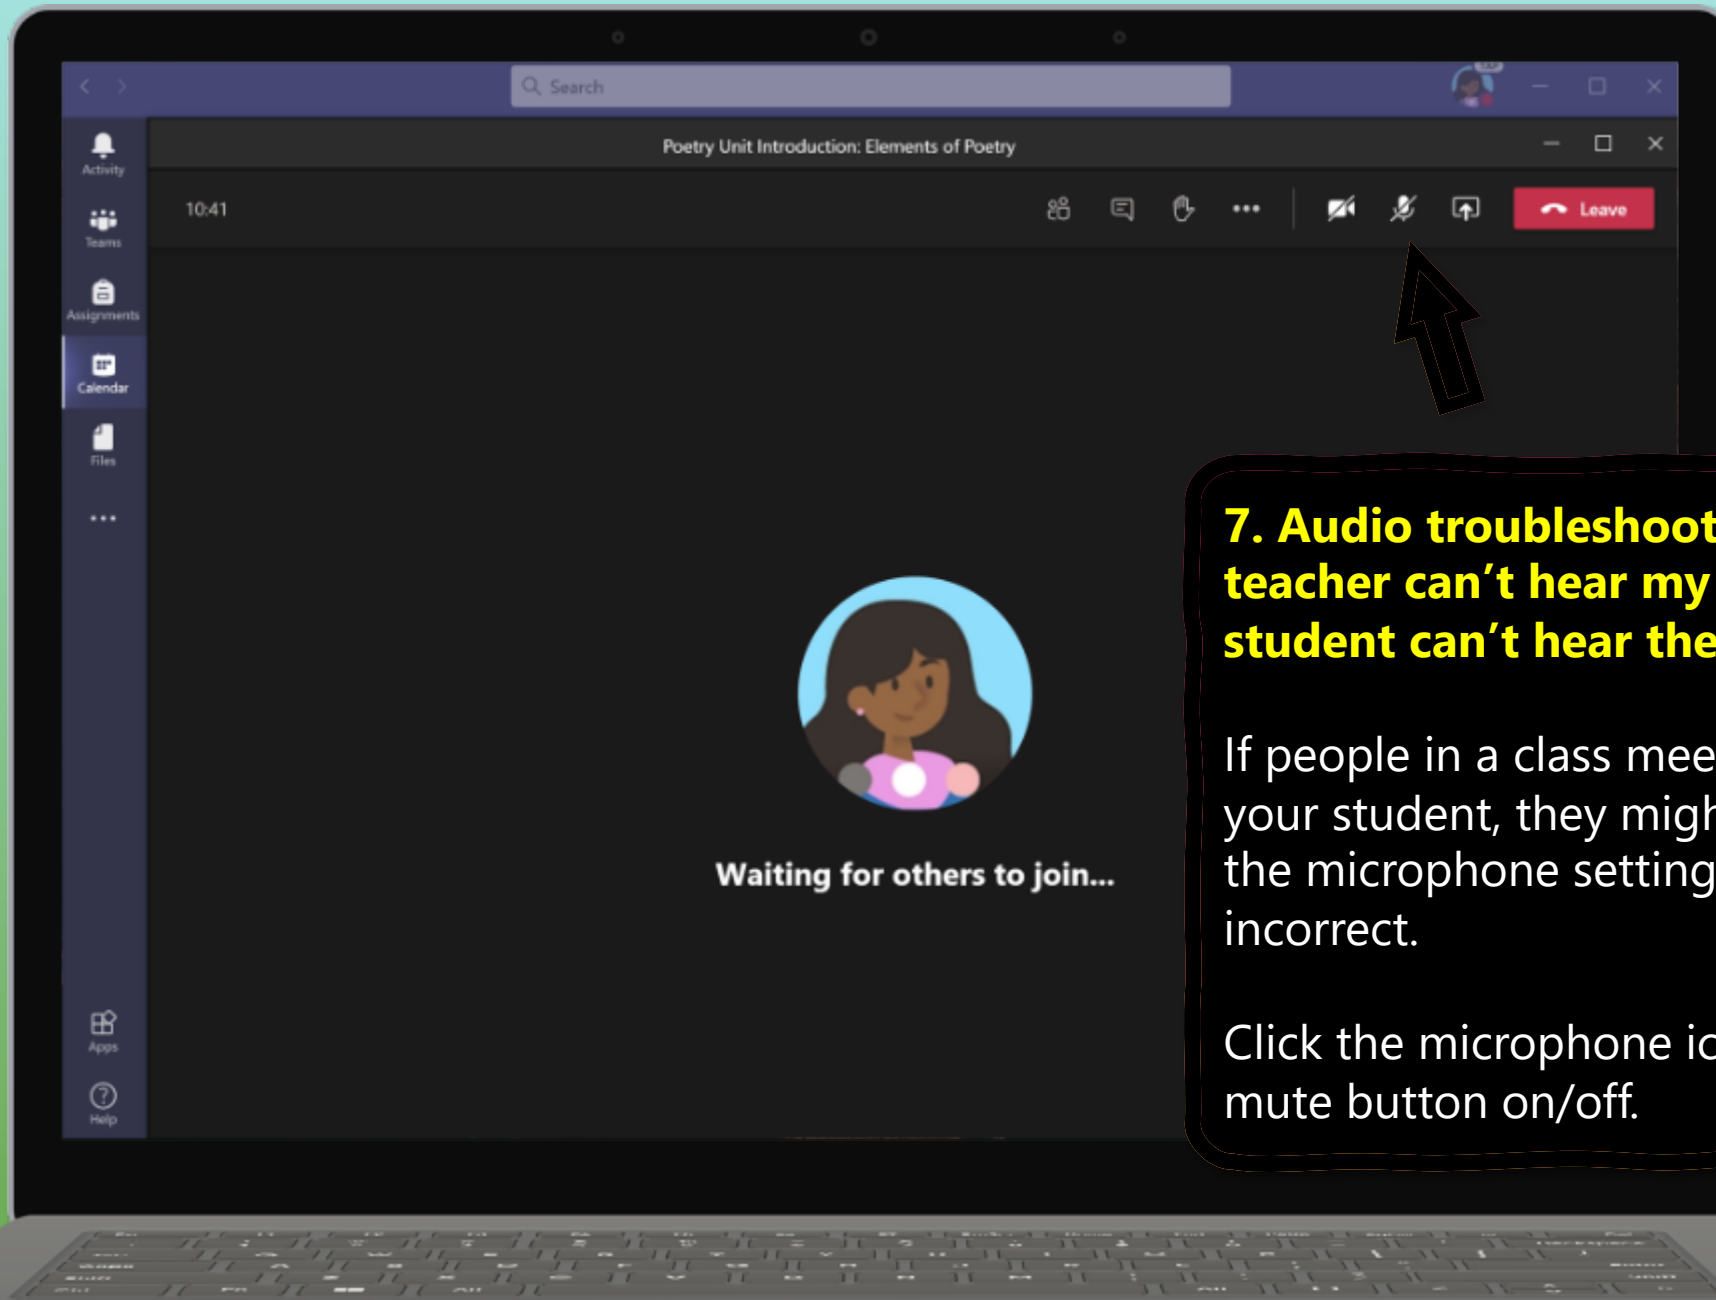 Search
Poetry Unit Introduction: Elements of Poetry
Activity
10:41
Leave
Teams
Assignments
Calendar
Files
7. Audio troubleshoot
teacher can’t hear my
student can’t hear the
If people in a class mee
your student, they migh
the microphone setting
incorrect.
Waiting for others to join...
Click the microphone ic
mute button on/off.
Apps
Help